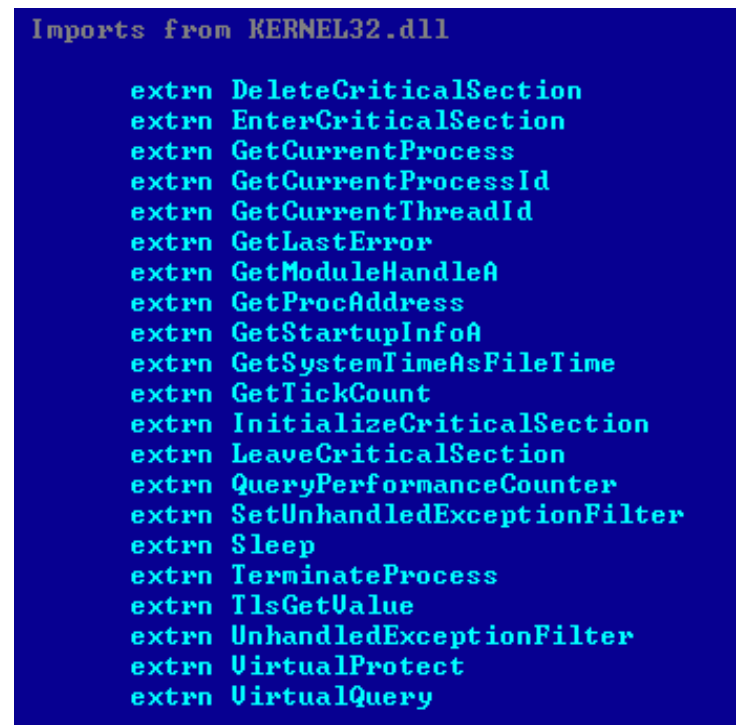 Imports from KERNEL32.dll
extrn DeleteCriticalSection
extrn EnterCriticalSection
extrn GetCurrentProcess
extrn GetCurrentProcessId
extrn GetCurrentThreadId
extrn GetLastError
extrn GetModuleHandleA
extrn GetProcAddress
extrn GetStartupInfoA
extrn GetSystemTimeAsFileTime
extrn GetTickCount
extrn InitializeCriticalSection
extrn LeaveCriticalSection
extrn QueryPerformanceCounter
extrn SetUnhandledExceptionFilter
extrn Sleep
extrn TerminateProcess
extrn TlsGetValue
extrn UnhandledExceptionFilter
extrn VirtualProtect
extrn VirtualQuery